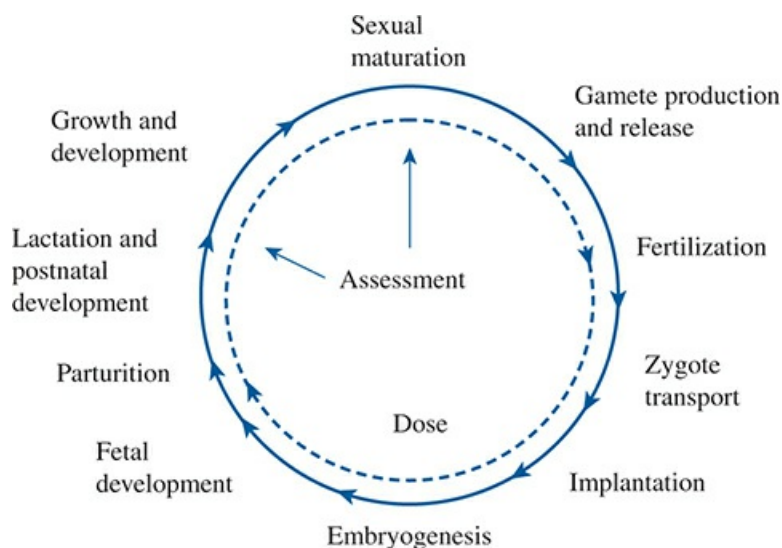 Sexual
maturation
Gamete production
and release
Fertilization
Zygote
transport
Implantation
Embryogenesis
Fetal
development
Parturition
Lactation and
postnatal
development
Growth and
development
Assessment
Dose